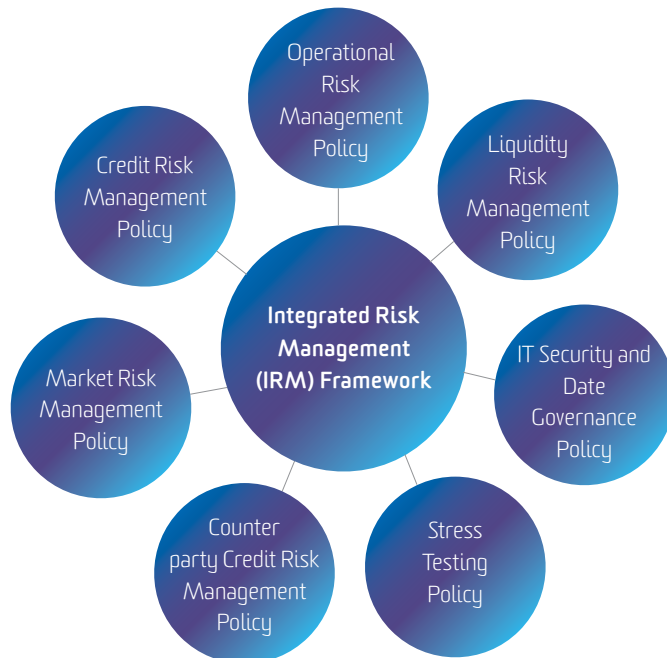 Operational
Risk
Management
Policy
Credit Risk
Management
Policy
Liquidity
Risk
Management
Policy
Integrated Risk
Management
(IRM) Framework
Market Risk
Management
Policy
IT Security and
Date
Governance
Policy
Counter
party Credit Risk
Management
Policy
Stress
Testing
Policy